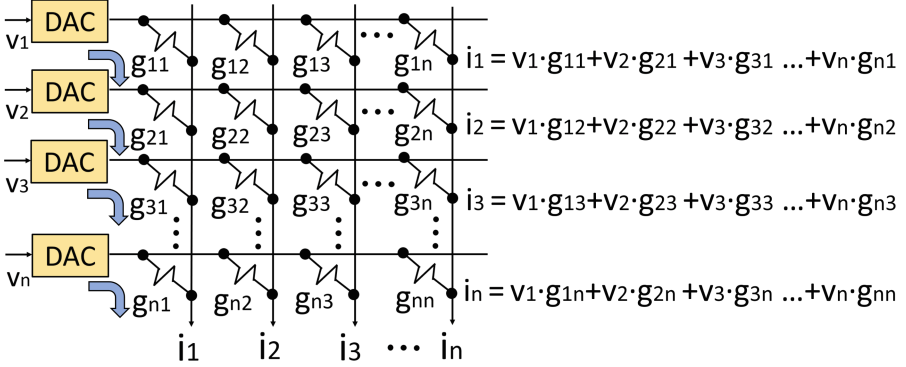 DAC
v1
g11 g12 g13 ... g1n
i1 = v1·g11+v2·g21 +v3·g31 ...+vn·gn1
DAC
v2
g21 g22 g23 ... g2n
i2 = v1·g12+v2·g22 +v3·g32 ...+vn·gn2
DAC
v3
g31 g32 g33 ... g3n
i3 = v1·g13+v2·g23 +v3·g33 ...+vn·gn3
DAC
vn
gn1 gn2 gn3 gnn
in = v1·g1n+v2·g2n +v3·g3n ...+vn·gnn
i1 i2 i3 ... in